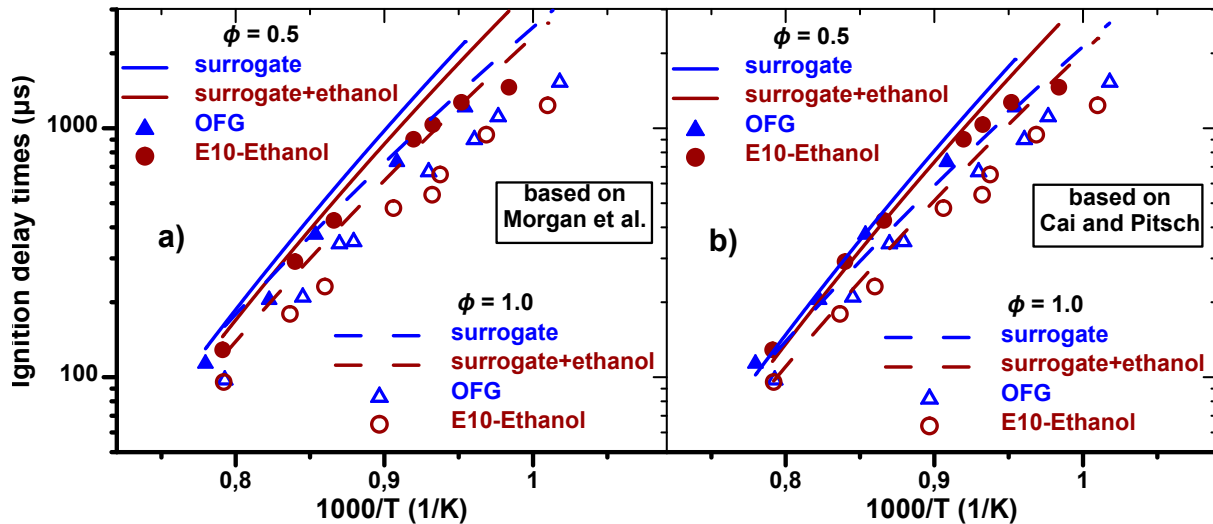 Ignition delay times (µs)
1000
100
ϕ = 0.5
surrogate
surrogate+ethanol
OFG
E10-Ethanol
based on
Morgan et al.
a)
ϕ = 1.0
surrogate
surrogate+ethanol
OFG
E10-Ethanol
0,8
0,9
1
1000/T (1/K)
ϕ = 0.5
surrogate
surrogate+ethanol
OFG
E10-Ethanol
based on
Cai and Pitsch
b)
ϕ = 1.0
surrogate
surrogate+ethanol
OFG
E10-Ethanol
0,8
0,9
1
1000/T (1/K)